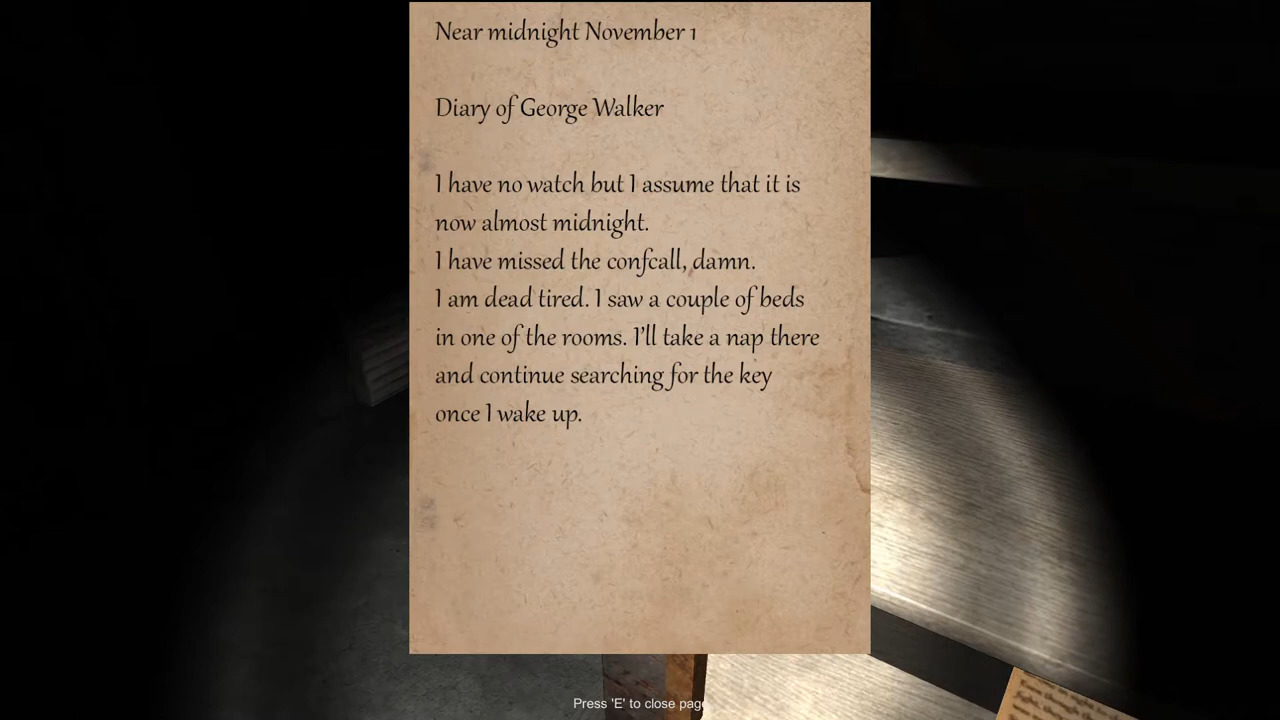 Near midnight November 1
Diary of George Walker
I have no watch but I assume that it is
now almost midnight.
I have missed the confcall, damn.
I am dead tired. I saw a couple of beds
in one of the rooms. I'll take a nap there
and continue searching for the key
once I wake up.
Press 'E' to close page